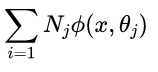 ∑_{i=1} N_j ϕ(x, θ_j)